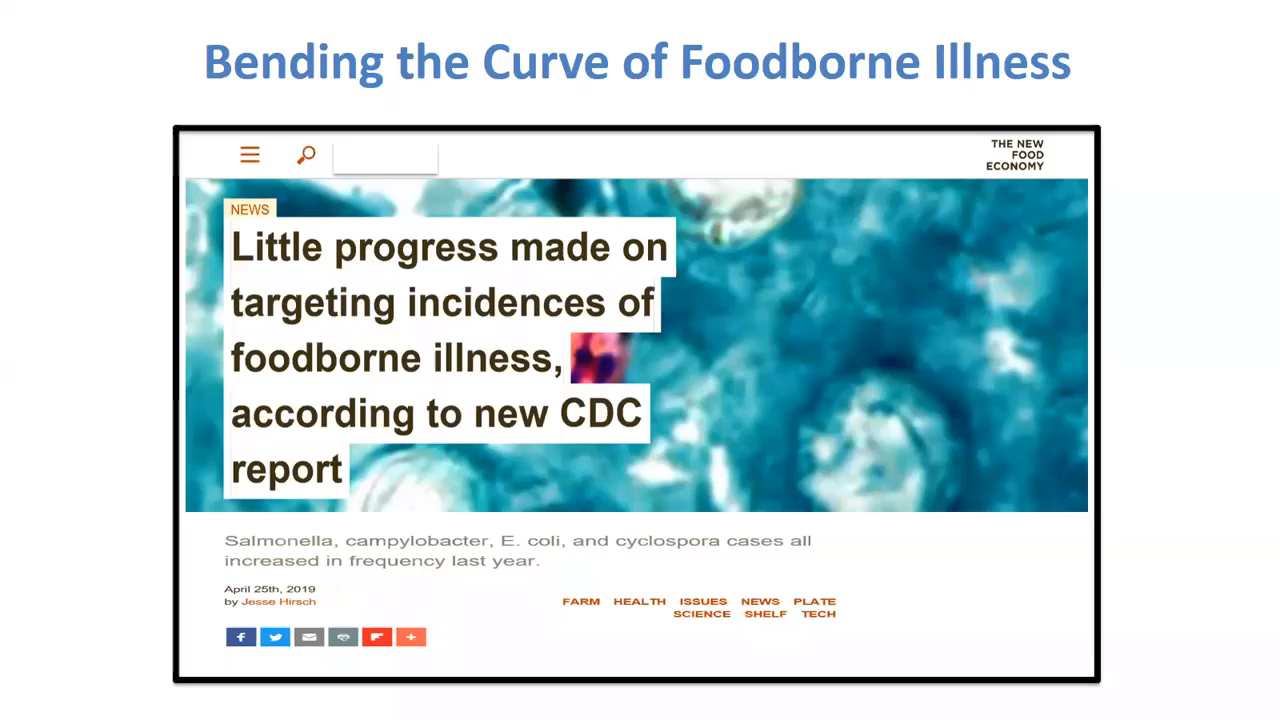 Bending the Curve of Foodborne Illness
THE NEW
FOOD
ECONOMY
NEWS
Little progress made on
targeting incidences of
foodborne illness,
according to new CDC
report
Salmonella, campylobacter, E. coli, and cyclospora cases all
increased in frequency last year.
April 25th, 2019
by Jesse Hirsch
FARM HEALTH ISSUES NEWS PLATE
SCIENCE SHELF TECH